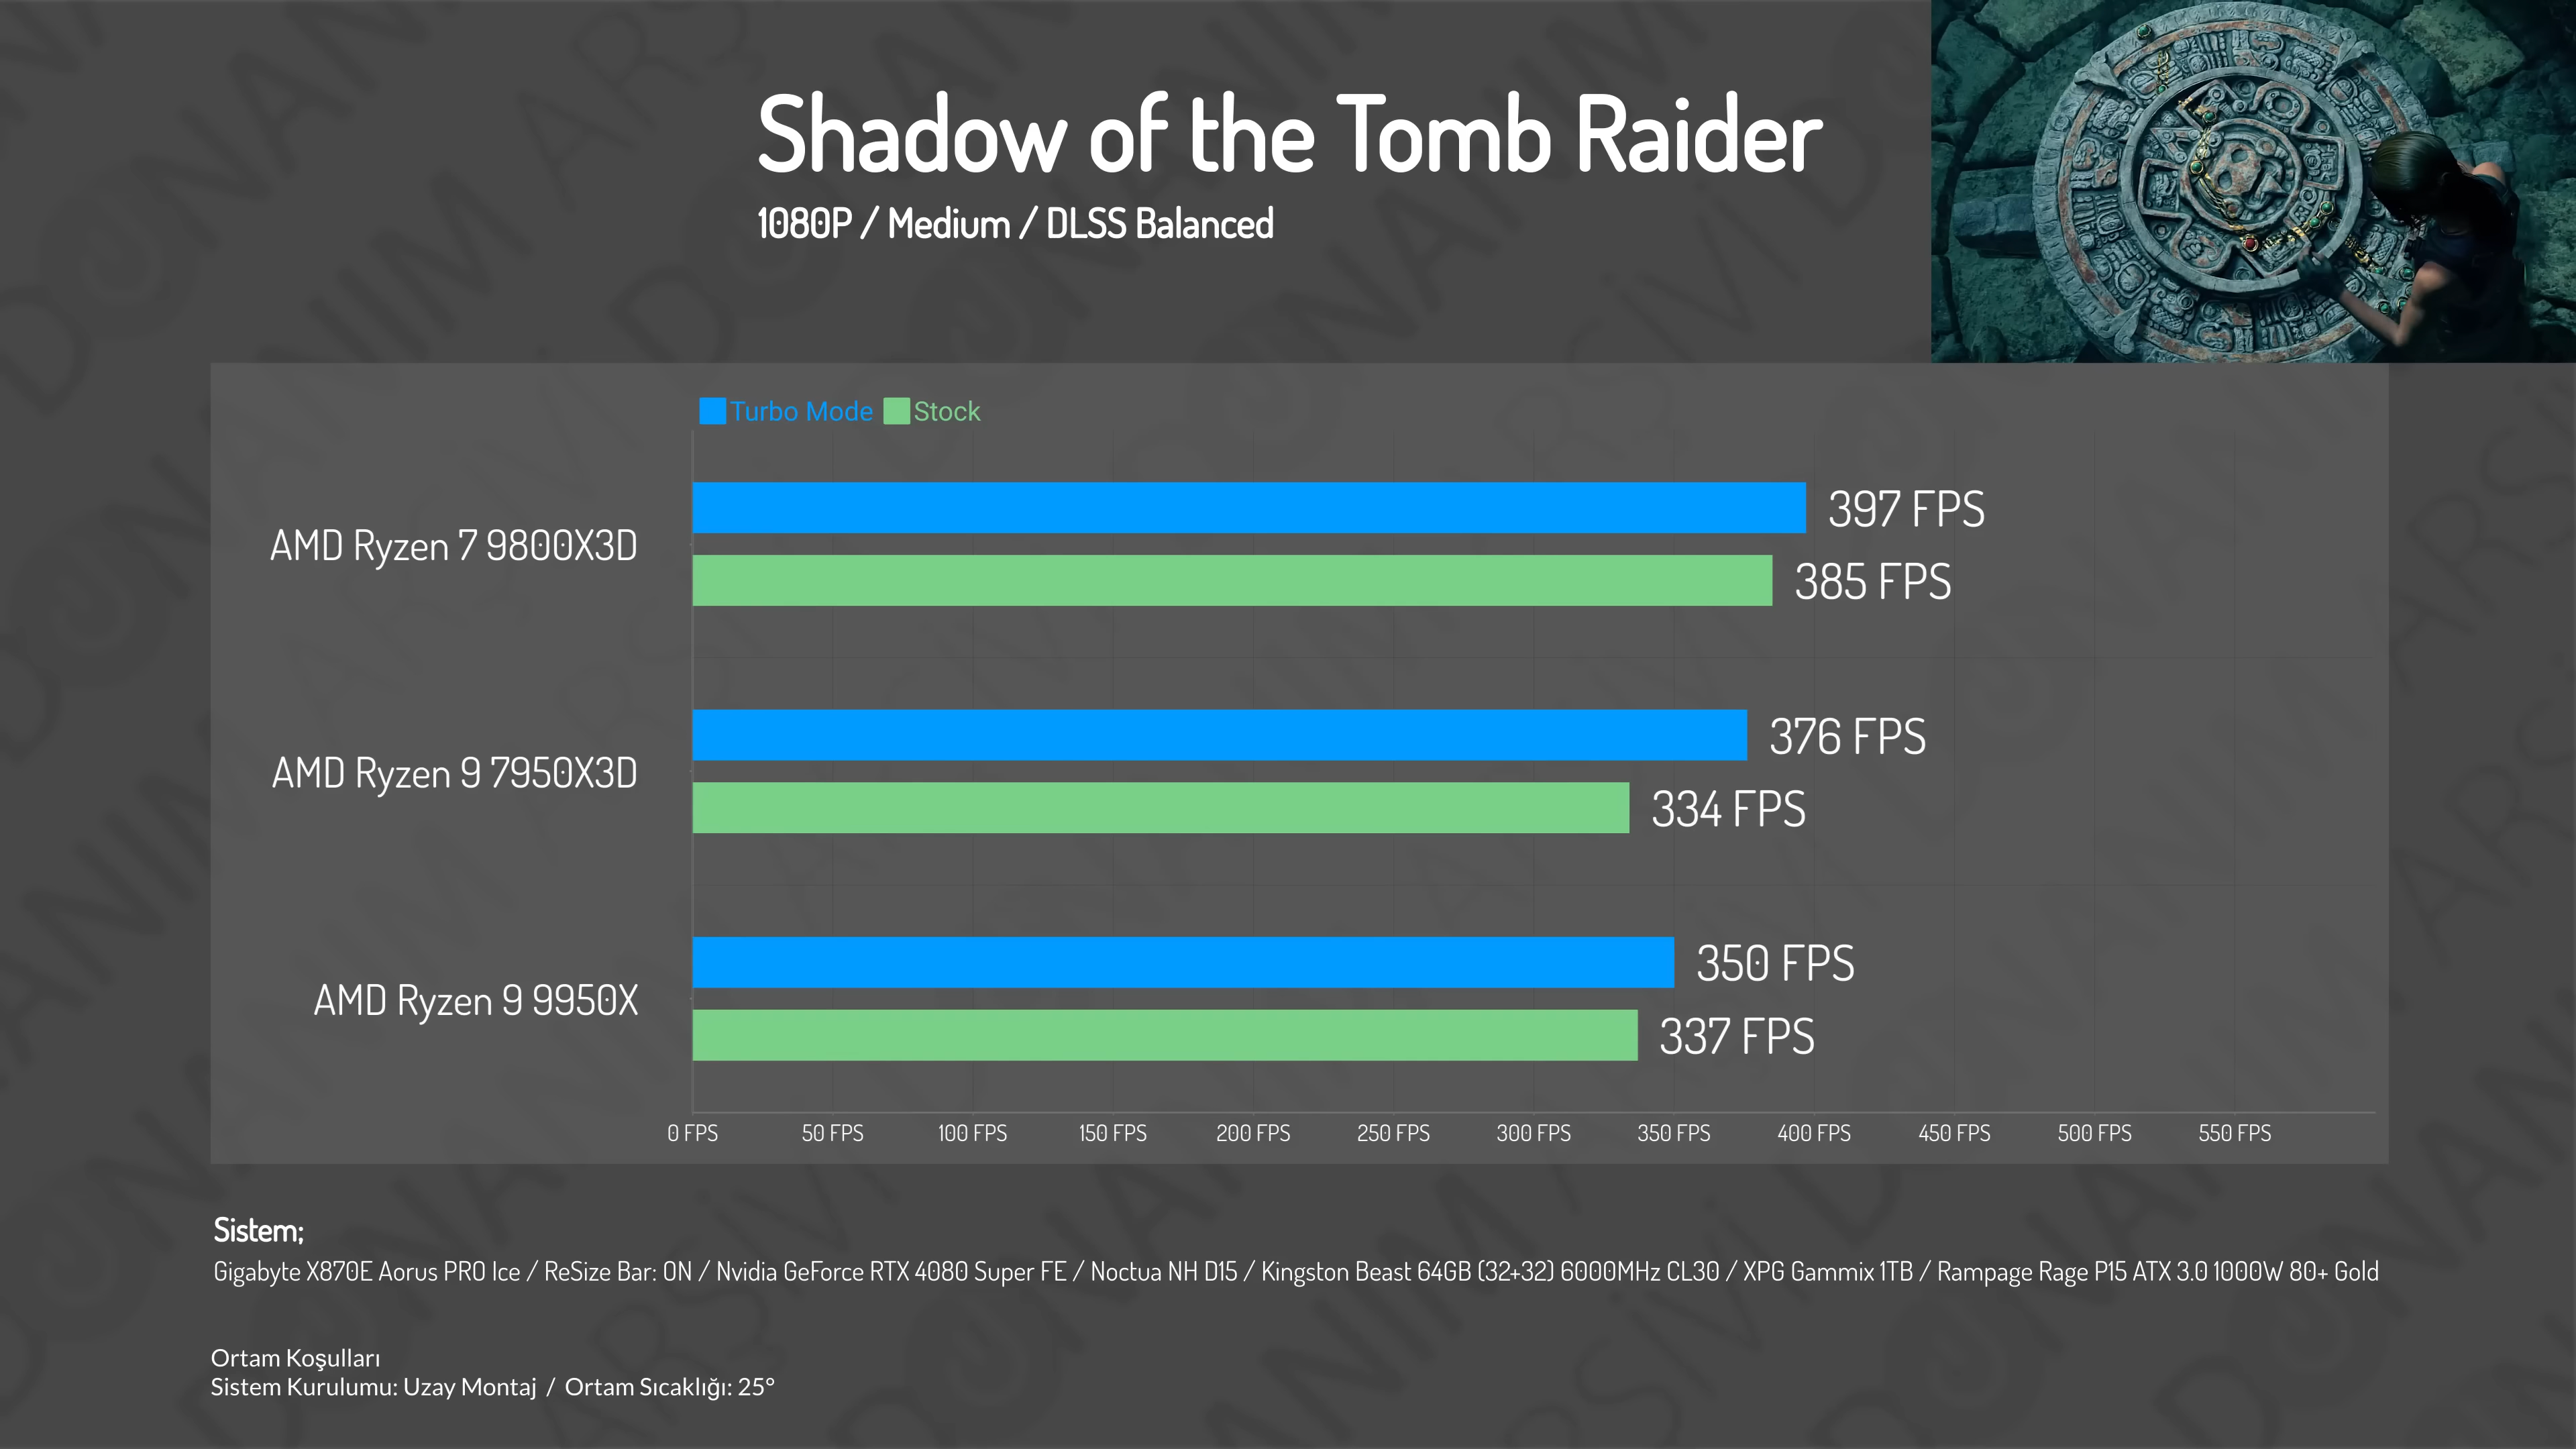 Shadow of the Tomb Raider
1080P / Medium / DLSS Balanced
Turbo Mode Stock
AMD Ryzen 7 9800X3D
397 FPS
385 FPS
AMD Ryzen 9 7950X3D
376 FPS
334 FPS
AMD Ryzen 9 9950X
350 FPS
337 FPS
0 FPS 50 FPS 100 FPS 150 FPS 200 FPS 250 FPS 300 FPS 350 FPS 400 FPS 450 FPS 500 FPS 550 FPS
Sistem;
Gigabyte X870E Aorus PRO Ice / ReSize Bar: ON / Nvidia GeForce RTX 4080 Super FE / Noctua NH D15 / Kingston Beast 64GB (32+32) 6000MHz CL30 / XPG Gammix 1TB / Rampage Rage P15 ATX 3.0 1000W 80+ Gold
Ortam Koşulları
Sistem Kurulumu: Uzay Montaj / Ortam Sıcaklığı: 25°